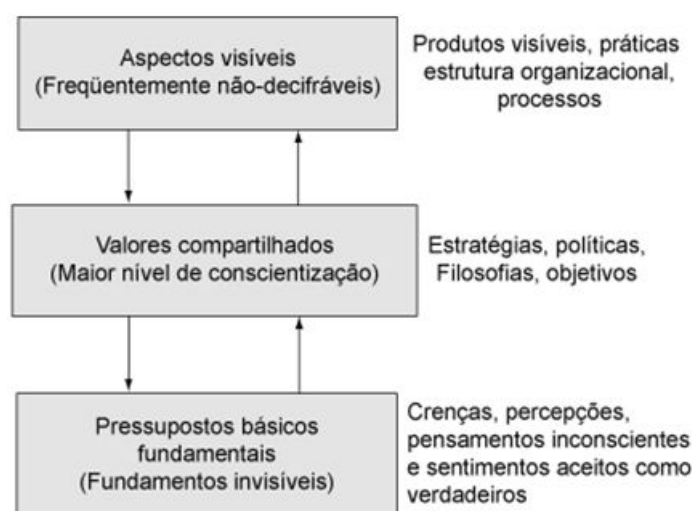 Aspectos visíveis
(Freqüentemente não-decifráveis)
Produtos visíveis, práticas
estrutura organizacional,
processos
Valores compartilhados
(Maior nível de conscientização)
Estratégias, políticas,
Filosofias, objetivos
Pressupostos básicos
fundamentais
(Fundamentos invisíveis)
Crenças, percepções,
pensamentos inconscientes
e sentimentos aceitos como
verdadeiros